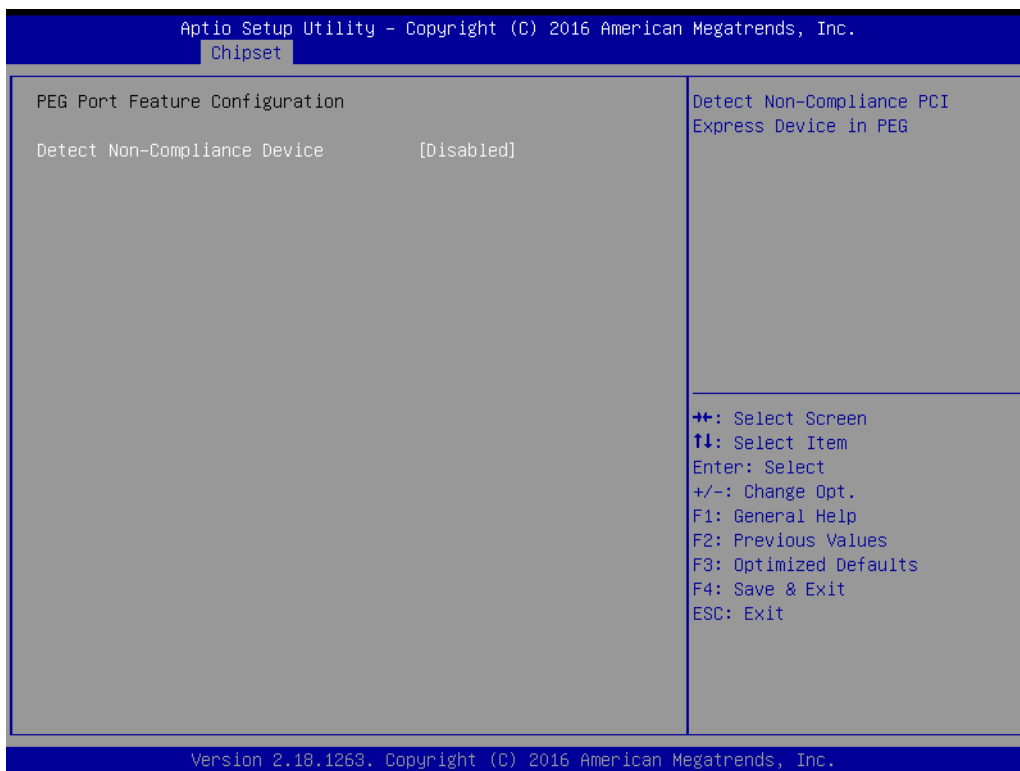 Aptio Setup Utility – Copyright (C) 2016 American Megatrends, Inc.
Chipset
PEG Port Feature Configuration
Detect Non-Compliance Device [Disabled]
Detect Non-Compliance PCI
Express Device in PEG
→←: Select Screen
↑↓: Select Item
Enter: Select
+/-: Change Opt.
F1: General Help
F2: Previous Values
F3: Optimized Defaults
F4: Save & Exit
ESC: Exit
Version 2.18.1263. Copyright (C) 2016 American Megatrends, Inc.